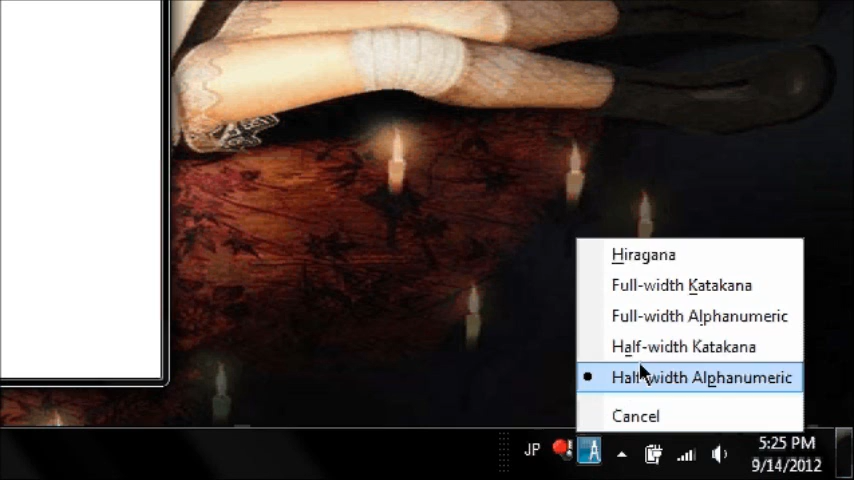 Hiragana
Full-width Katakana
Full-width Alphanumeric
Half-width Katakana
Half-width Alphanumeric
Cancel
JP
A
5:25 PM
9/14/2012